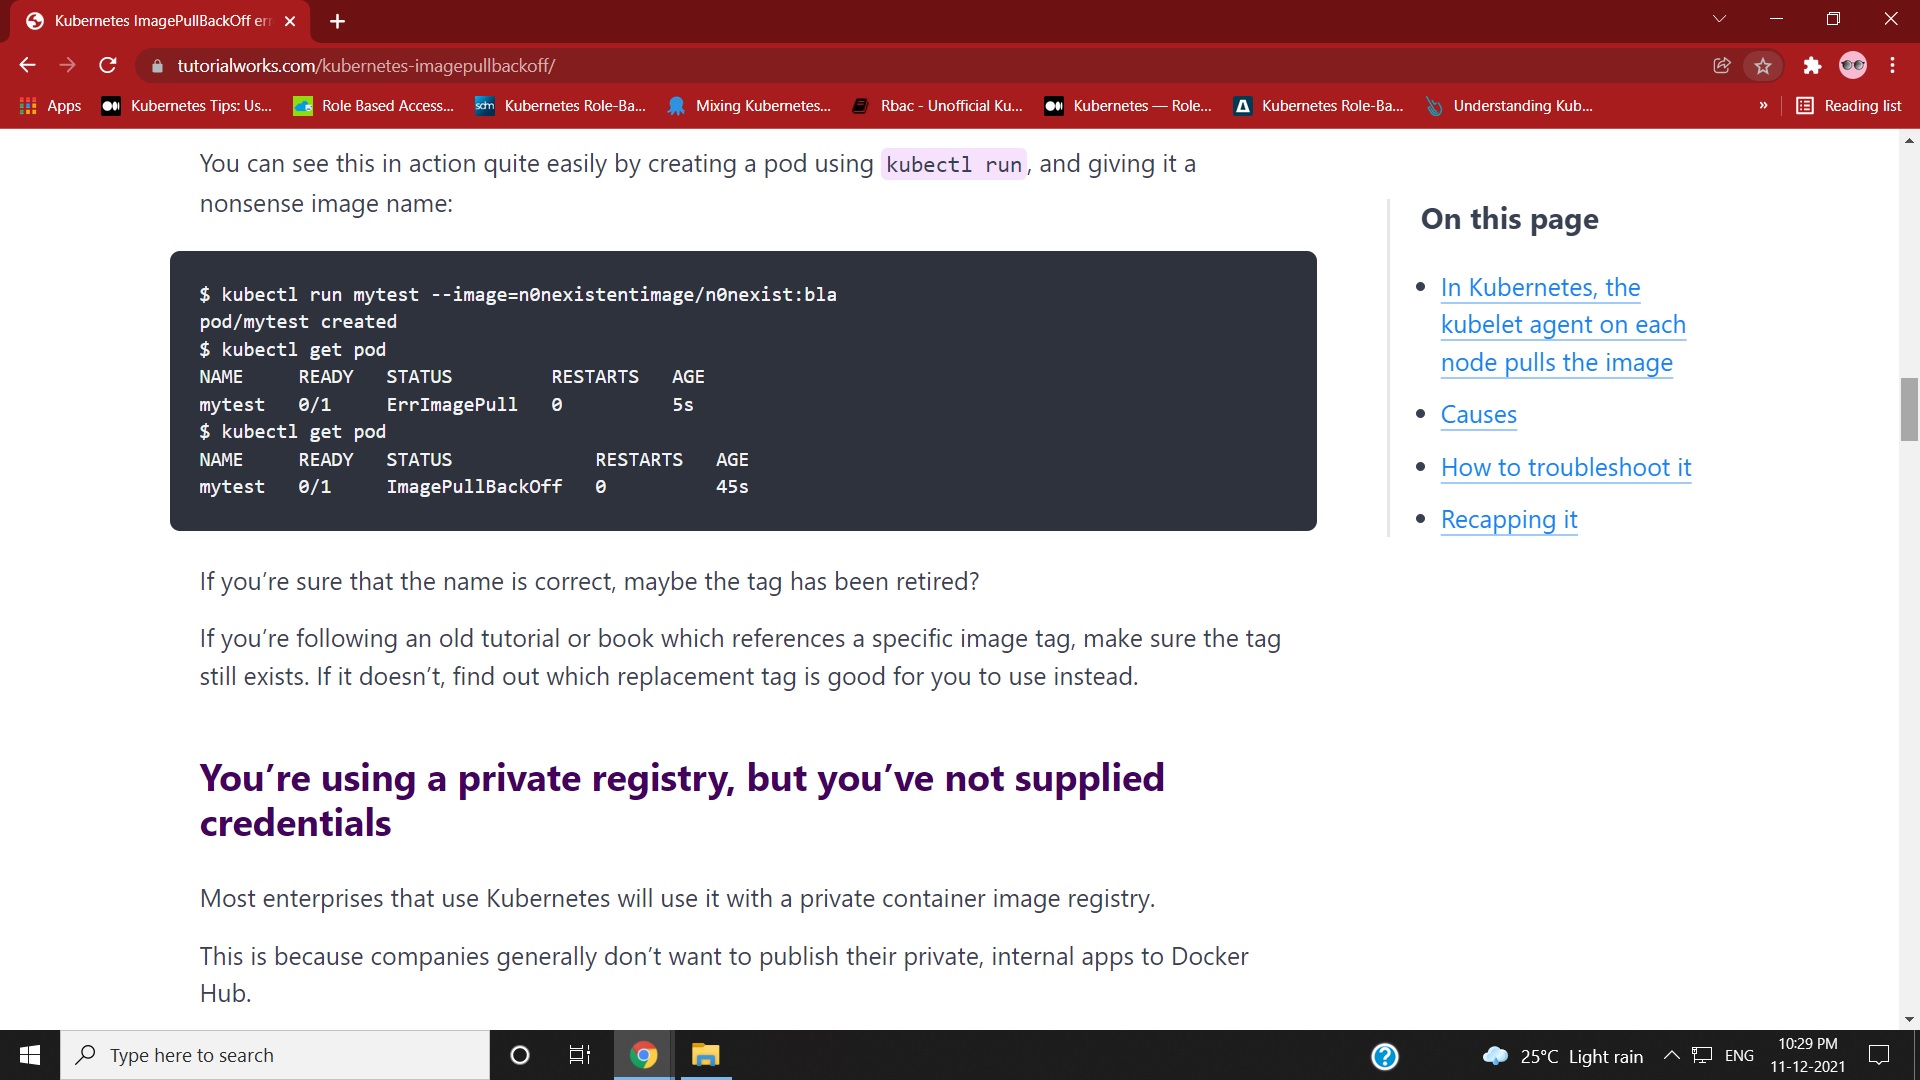 Kubernetes ImagePullBackOff err
tutorialworks.com/kubernetes-imagepullbackoff/
Apps
Kubernetes Tips: Us...
Role Based Access...
sdm
Kubernetes Role-Ba...
Mixing Kubernetes...
Rbac - Unofficial Ku...
Kubernetes — Role...
Kubernetes Role-Ba...
Understanding Kub...
»
Reading list
You can see this in action quite easily by creating a pod using kubectl run, and giving it a
nonsense image name:
$ kubectl run mytest --image=n0nexistentimage/n0nexist:bla
pod/mytest created
$ kubectl get pod
NAME READY STATUS RESTARTS AGE
mytest 0/1 ErrImagePull 0 5s
$ kubectl get pod
NAME READY STATUS RESTARTS AGE
mytest 0/1 ImagePullBackOff 0 45s
If you’re sure that the name is correct, maybe the tag has been retired?
If you’re following an old tutorial or book which references a specific image tag, make sure the tag
still exists. If it doesn’t, find out which replacement tag is good for you to use instead.
You’re using a private registry, but you’ve not supplied
credentials
Most enterprises that use Kubernetes will use it with a private container image registry.
This is because companies generally don’t want to publish their private, internal apps to Docker
Hub.
On this page
In Kubernetes, the
kubelet agent on each
node pulls the image
Causes
How to troubleshoot it
Recapping it
Type here to search
25°C Light rain
ENG
10:29 PM
11-12-2021